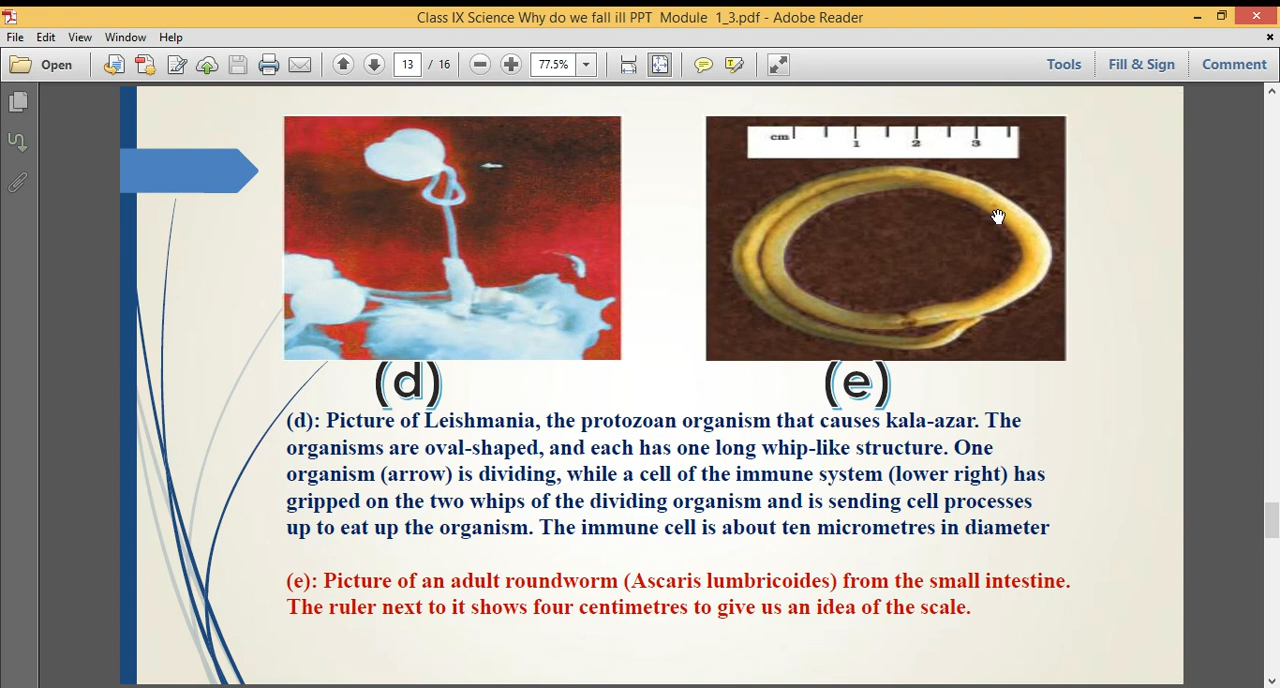 Class IX Science Why do we fall ill PPT Module 1_3.pdf - Adobe Reader
File Edit View Window Help
Open 13 / 16 77.5% Tools Fill & Sign Comment
cm 1 2 3
(d) (e)
(d): Picture of Leishmania, the protozoan organism that causes kala-azar. The
organisms are oval-shaped, and each has one long whip-like structure. One
organism (arrow) is dividing, while a cell of the immune system (lower right) has
gripped on the two whips of the dividing organism and is sending cell processes
up to eat up the organism. The immune cell is about ten micrometres in diameter
(e): Picture of an adult roundworm (Ascaris lumbricoides) from the small intestine.
The ruler next to it shows four centimetres to give us an idea of the scale.